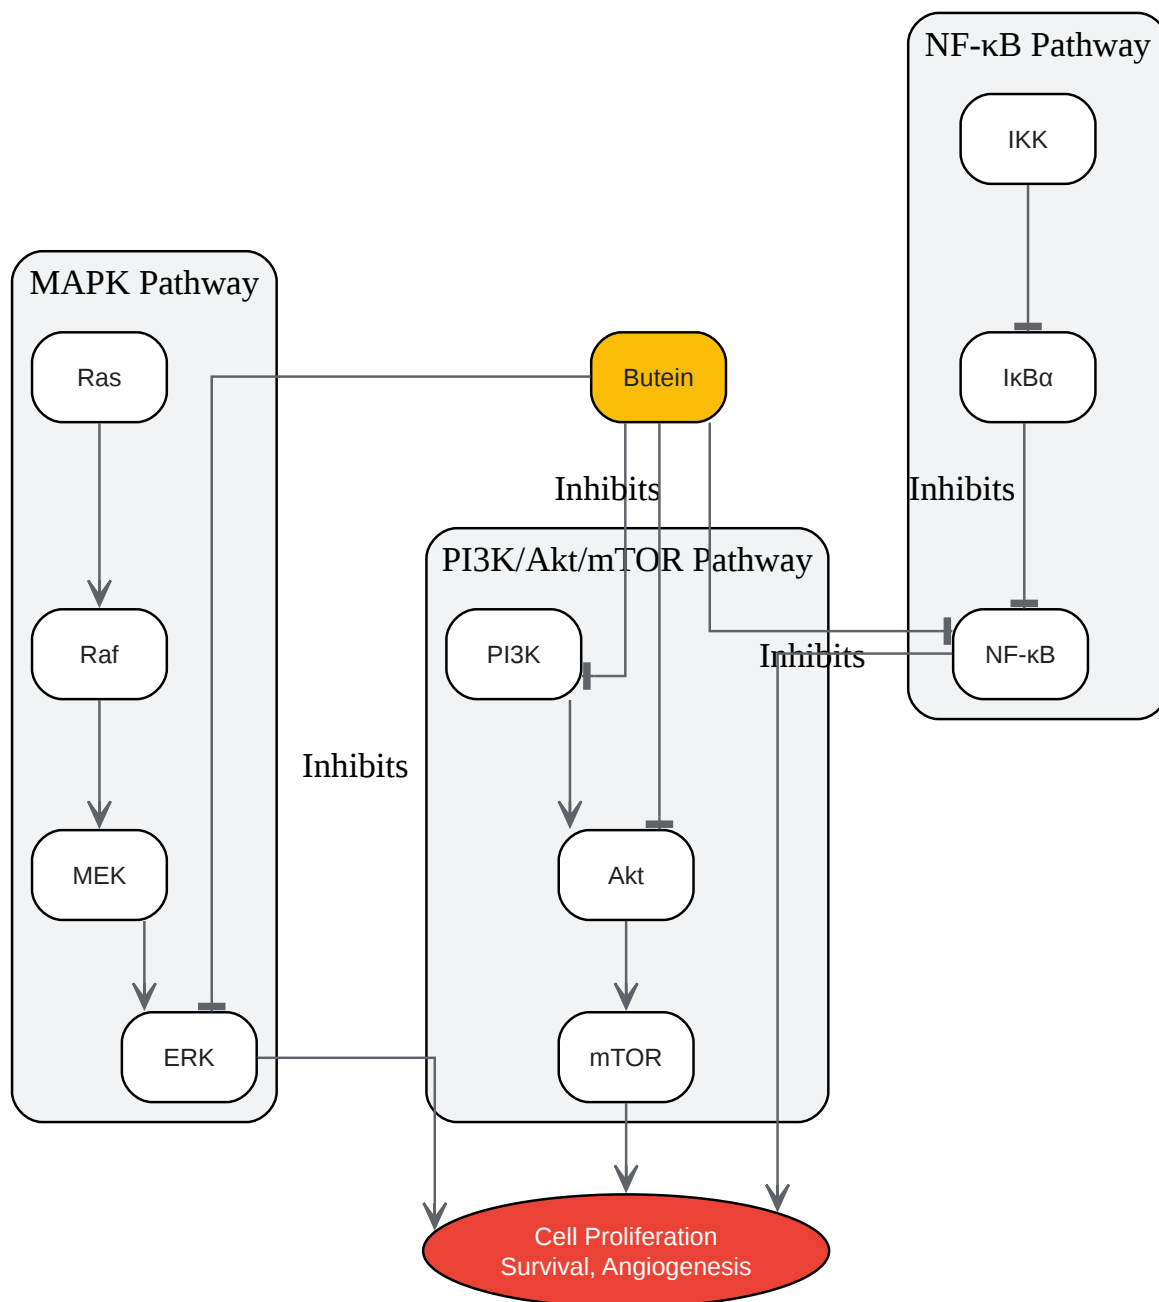 NF-κB Pathway
IKK
MAPK Pathway
Ras
Butein
IκBα
Inhibits
Inhibits
PI3K/Akt/mTOR Pathway
Raf
PI3K
Inhibits
NF-κB
Inhibits
MEK
Akt
ERK
mTOR
Cell Proliferation
Survival, Angiogenesis